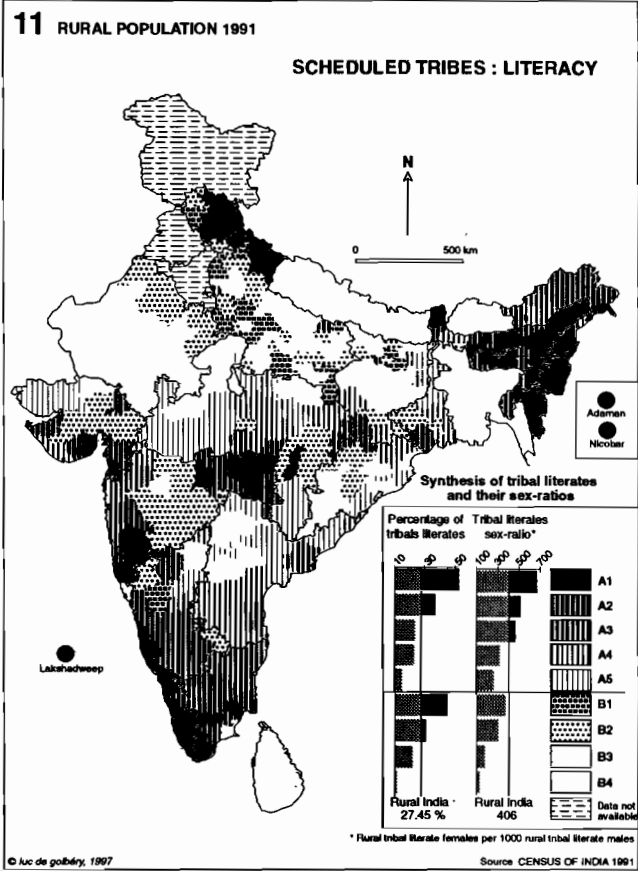 11 RURAL POPULATION 1991
SCHEDULED TRIBES : LITERACY
N
0 500 km
Adaman
Nicobar
Lakshadweep
Synthesis of tribal literates
and their sex-ratios
Percentage of
tribals literates
Tribal literales
sex-ralio*
10 30 50
100 300 500 700
A1
A2
A3
A4
A5
B1
B2
B3
B4
Data not
available
Rural India
27.45 %
Rural India
406
* Rural tribal literate females per 1000 rural tribal literate males
© luc de golbéry, 1997
Source CENSUS OF INDIA 1991